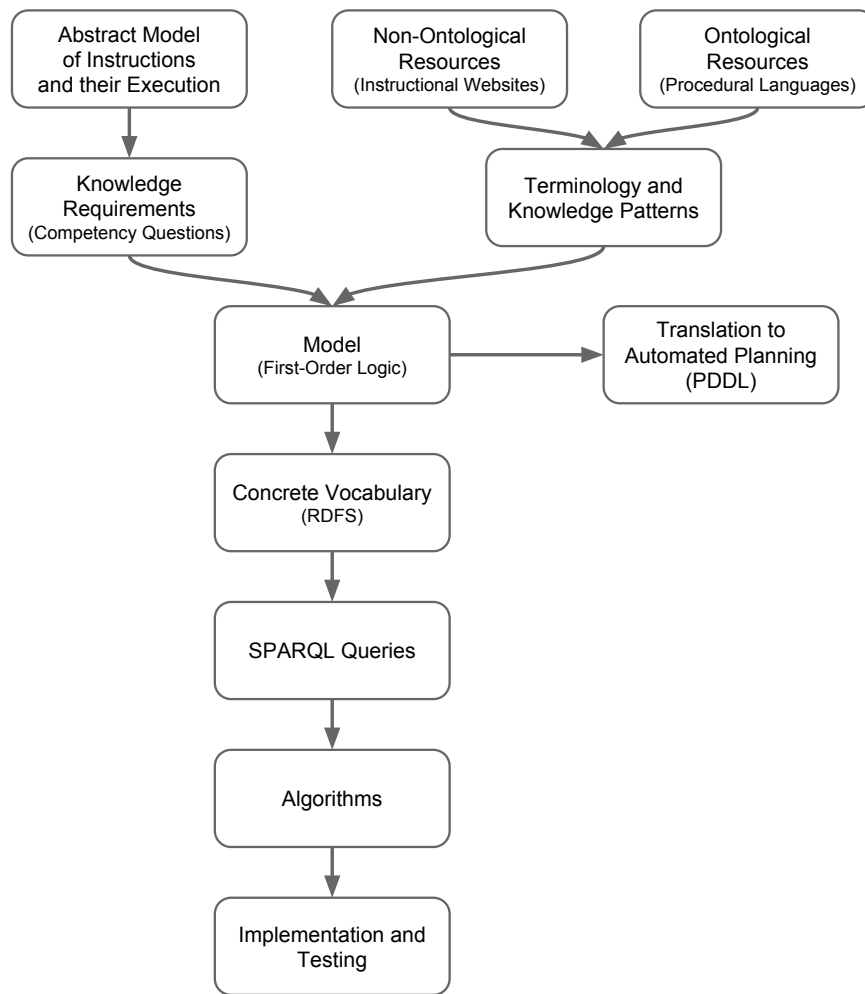 Abstract Model
of Instructions
and their Execution
Non-Ontological
Resources
(Instructional Websites)
Ontological
Resources
(Procedural Languages)
Knowledge
Requirements
(Competency Questions)
Terminology and
Knowledge Patterns
Model
(First-Order Logic)
Translation to
Automated Planning
(PDDL)
Concrete Vocabulary
(RDFS)
SPARQL Queries
Algorithms
Implementation and
Testing